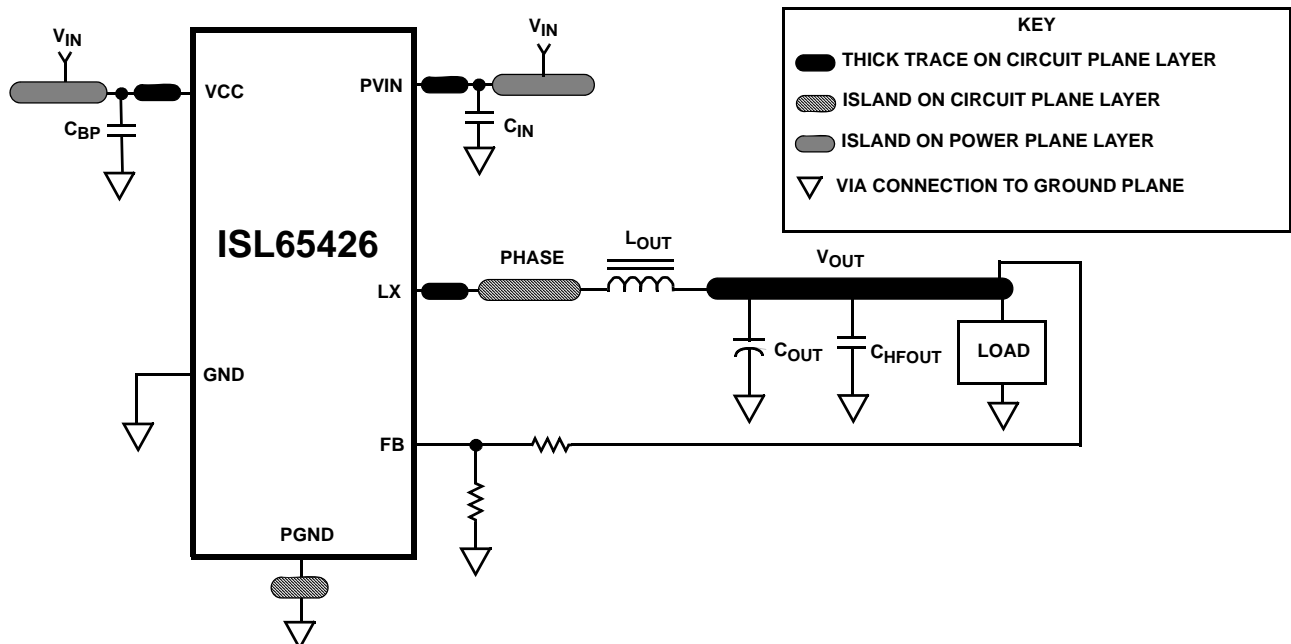 VIN
VIN
KEY
THICK TRACE ON CIRCUIT PLANE LAYER
ISLAND ON CIRCUIT PLANE LAYER
ISLAND ON POWER PLANE LAYER
VIA CONNECTION TO GROUND PLANE
VCC
PVIN
CBP
CIN
ISL65426
LOUT
PHASE
VOUT
LX
COUT
CHFOUT
LOAD
GND
FB
PGND